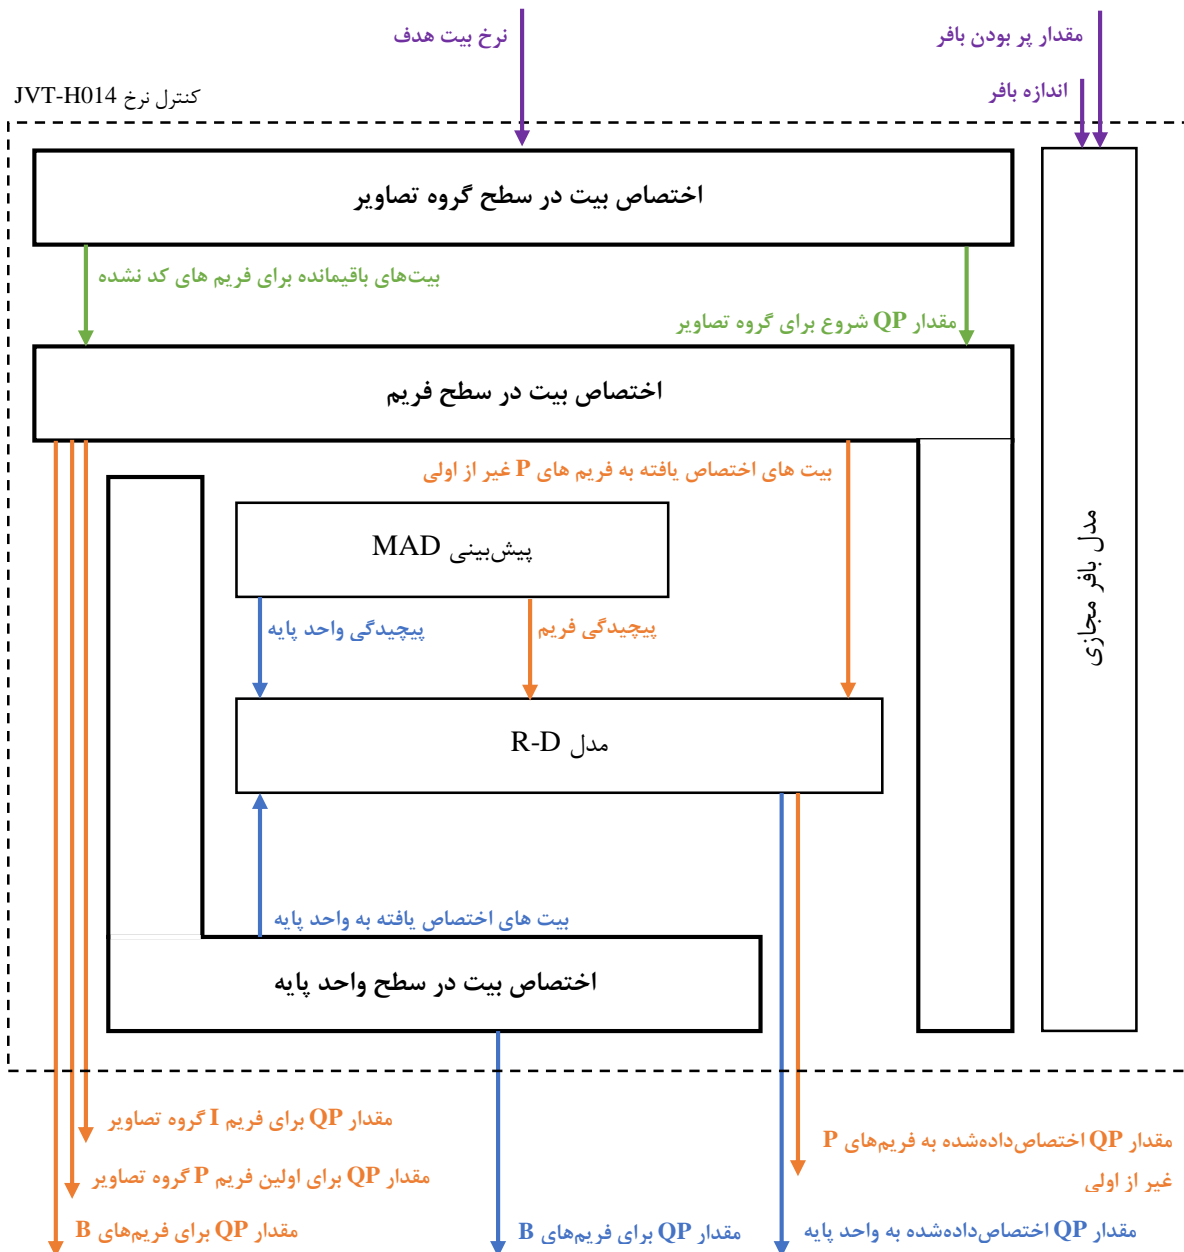 نرخ بیت هدف
مقدار پر بودن بافر
اندازه بافر
کنترل نرخ JVT-H014
اختصاص بیت در سطح گروه تصاویر
بیت‌های باقیمانده برای فریم های کد نشده
مقدار QP شروع برای گروه تصاویر
اختصاص بیت در سطح فریم
بیت های اختصاص یافته به فریم های P غیر از اولی
پیش‌بینی MAD
مدل بافر مجازی
پیچیدگی واحد پایه
پیچیدگی فریم
مدل R-D
بیت های اختصاص یافته به واحد پایه
اختصاص بیت در سطح واحد پایه
مقدار QP برای فریم I گروه تصاویر
مقدار QP اختصاص‌داده‌شده به فریم‌های P
غیر از اولی
مقدار QP برای اولین فریم P گروه تصاویر
مقدار QP برای فریم‌های B
مقدار QP برای فریم‌های B
مقدار QP اختصاص‌داده‌شده به واحد پایه